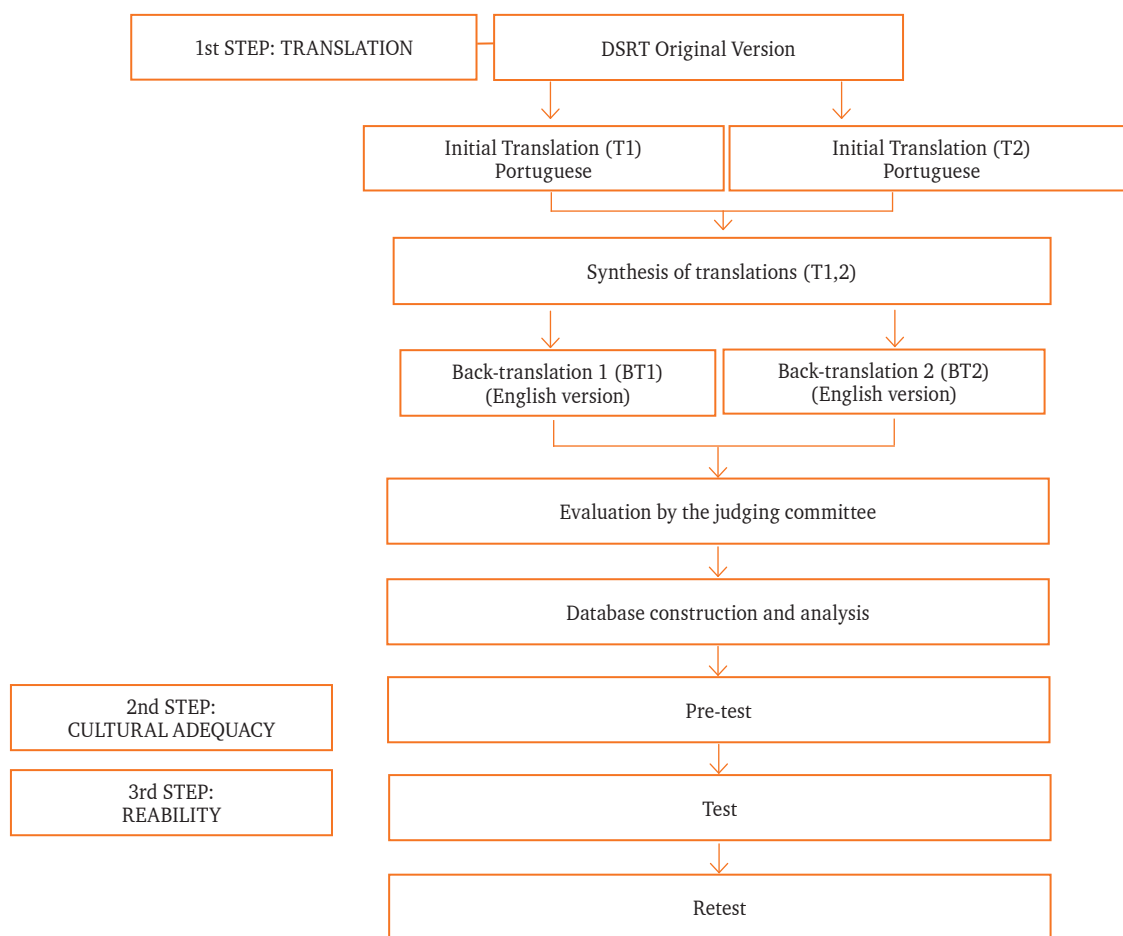 1st STEP: TRANSLATION
DSRT Original Version
Initial Translation (T1)
Portuguese
Initial Translation (T2)
Portuguese
Synthesis of translations (T1,2)
Back-translation 1 (BT1)
(English version)
Back-translation 2 (BT2)
(English version)
Evaluation by the judging committee
Database construction and analysis
2nd STEP:
CULTURAL ADEQUACY
Pre-test
3rd STEP:
REABILITY
Test
Retest